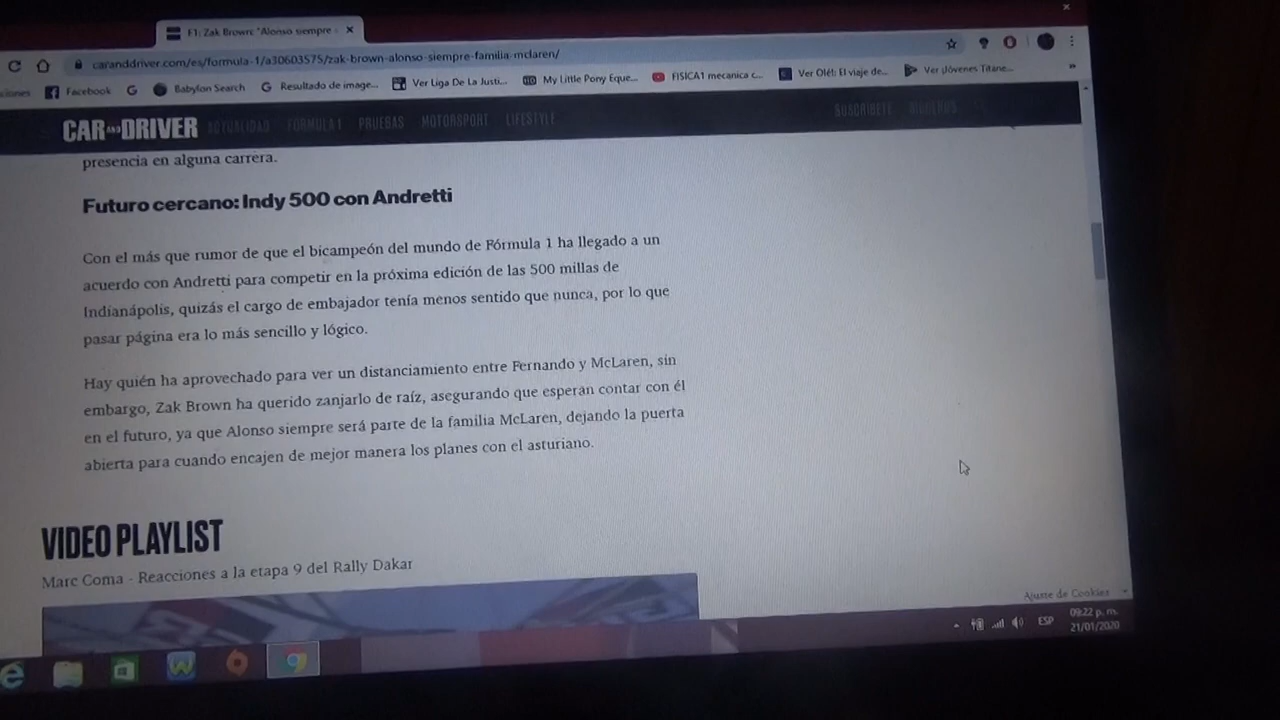 F1: Zak Brown: "Alonso siempre
caranddriver.com/es/formula-1/a30603575/zak-brown-alonso-siempre-familia-mclaren/
Facebook
G
Babylon Search
G Resultado de image...
Ver Liga De La Justi...
My Little Pony Eque...
FISICA1 mecanica c...
Ver Olé!: El viaje de...
Ver Jóvenes Titane...
CAR AND DRIVER
ACTUALIDAD FÓRMULA 1 PRUEBAS MOTORSPORT LIFESTYLE
SUSCRÍBETE
presencia en alguna carrera.
Futuro cercano: Indy 500 con Andretti
Con el más que rumor de que el bicampeón del mundo de Fórmula 1 ha llegado a un
acuerdo con Andretti para competir en la próxima edición de las 500 millas de
Indianápolis, quizás el cargo de embajador tenía menos sentido que nunca, por lo que
pasar página era lo más sencillo y lógico.
Hay quién ha aprovechado para ver un distanciamiento entre Fernando y McLaren, sin
embargo, Zak Brown ha querido zanjarlo de raíz, asegurando que esperan contar con él
en el futuro, ya que Alonso siempre será parte de la familia McLaren, dejando la puerta
abierta para cuando encajen de mejor manera los planes con el asturiano.
VIDEO PLAYLIST
Marc Coma - Reacciones a la etapa 9 del Rally Dakar
Ajuste de Cookies
ESP
09:22 p. m.
21/01/2020